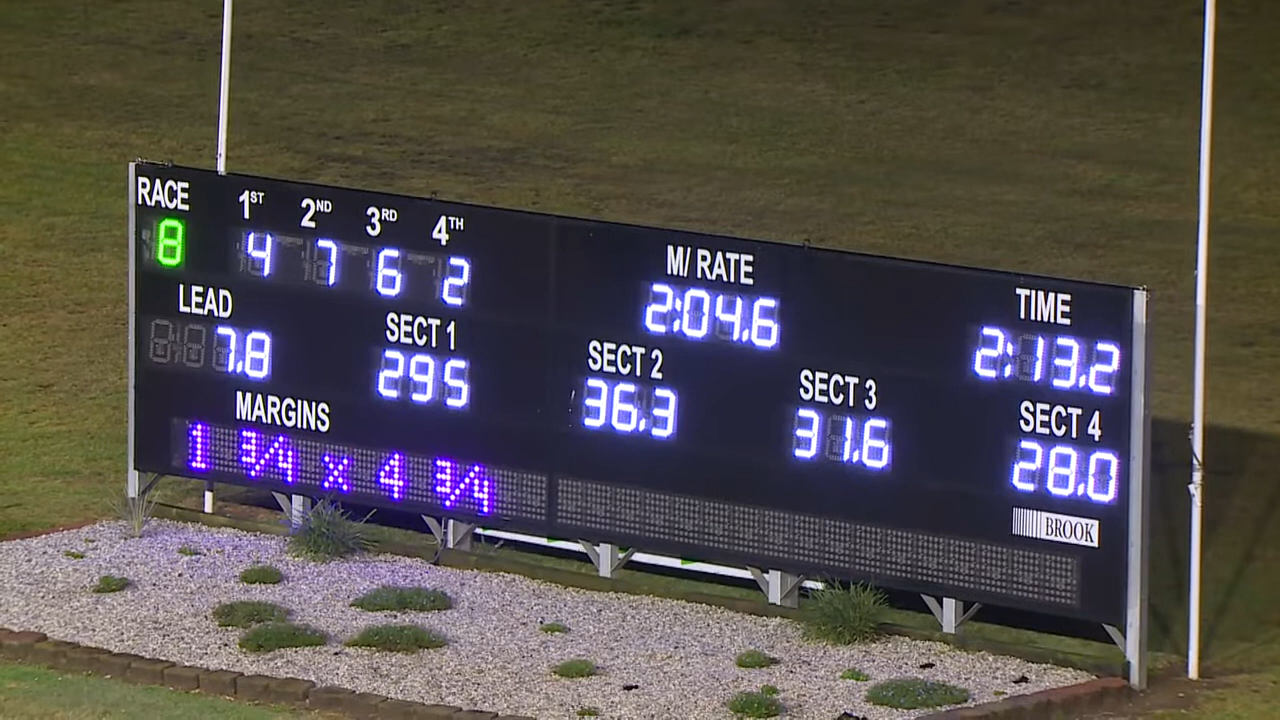 RACE 1ST 2ND 3RD 4TH
8 4 7 6 2
M/ RATE
2:04.6
TIME
2:13.2
LEAD
7.8
SECT 1
295
SECT 2
36.3
SECT 3
31.6
SECT 4
28.0
MARGINS
1 3/4 x 4 3/4
BROOK